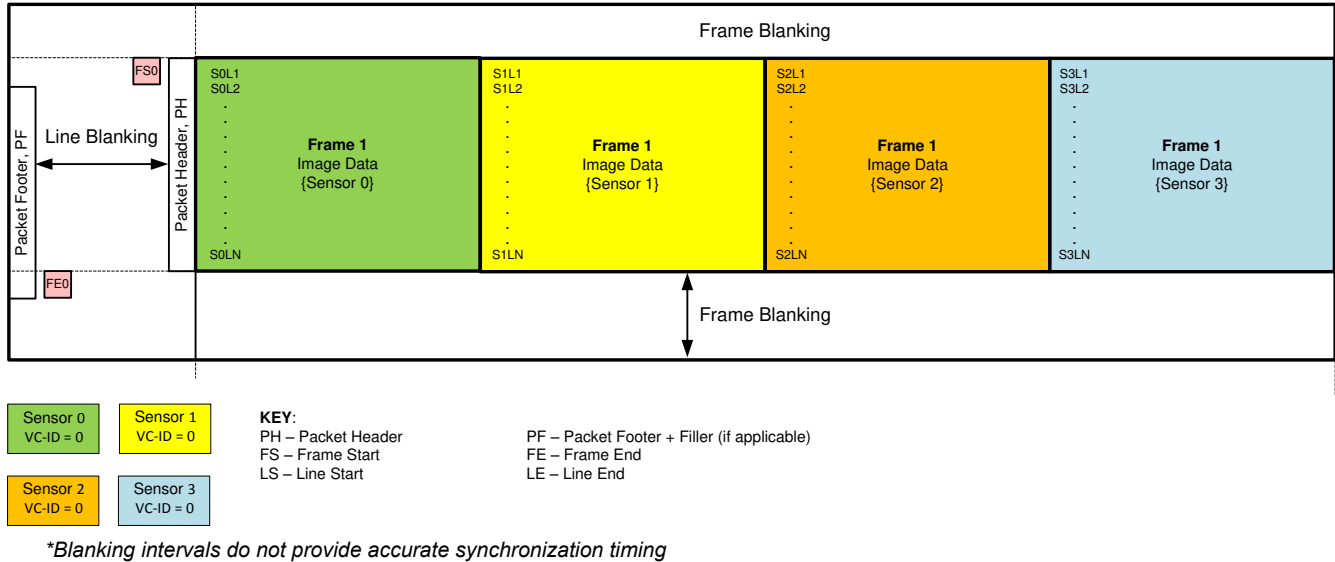 Frame Blanking
FS0
Packet Footer, PF
Line Blanking
Packet Header, PH
FE0
S0L1
S0L2
.
.
.
.
.
.
.
.
.
.
S0LN
Frame 1
Image Data
{Sensor 0}
S1L1
S1L2
.
.
.
.
.
.
.
.
.
.
S1LN
Frame 1
Image Data
{Sensor 1}
S2L1
S2L2
.
.
.
.
.
.
.
.
.
.
S2LN
Frame 1
Image Data
{Sensor 2}
S3L1
S3L2
.
.
.
.
.
.
.
.
.
.
S3LN
Frame 1
Image Data
{Sensor 3}
Frame Blanking
Sensor 0
VC-ID = 0
Sensor 1
VC-ID = 0
Sensor 2
VC-ID = 0
Sensor 3
VC-ID = 0
KEY:
PH – Packet Header
FS – Frame Start
LS – Line Start
PF – Packet Footer + Filler (if applicable)
FE – Frame End
LE – Line End
*Blanking intervals do not provide accurate synchronization timing